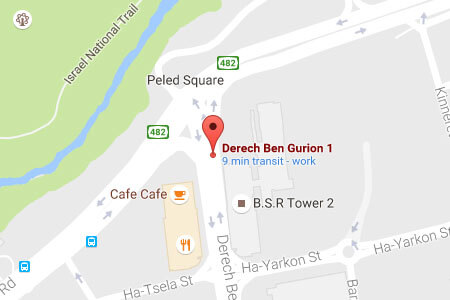 Israel National Trail
482
Peled Square
Kinnere
482
Derech Ben Gurion 1
9 min transit - work
Cafe Cafe
B.S.R Tower 2
Ha-Yarkon St
Ha-Yarkon St
Rd
Ha-Tsela St
Derech Be
Bar